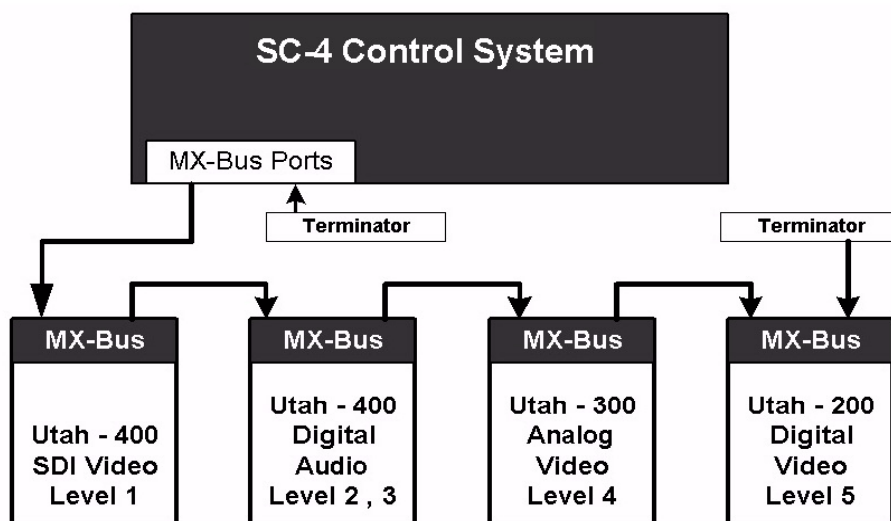 SC-4 Control System
MX-Bus Ports
Terminator
Terminator
MX-Bus
MX-Bus
MX-Bus
MX-Bus
Utah - 400
SDI Video
Level 1
Utah - 400
Digital
Audio
Level 2 , 3
Utah - 300
Analog
Video
Level 4
Utah - 200
Digital
Video
Level 5